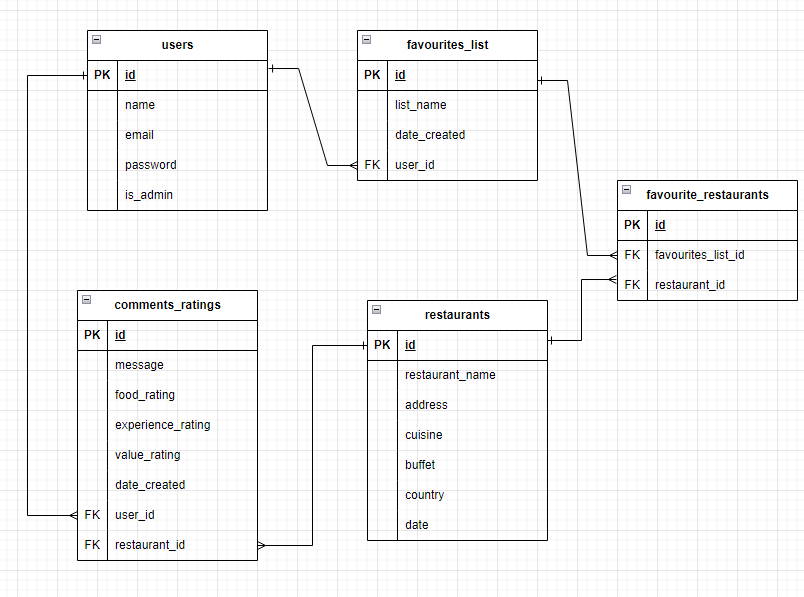 users
PK id
name
email
password
is_admin
favourites_list
PK id
list_name
date_created
FK user_id
favourite_restaurants
PK id
FK favourites_list_id
FK restaurant_id
comments_ratings
PK id
message
food_rating
experience_rating
value_rating
date_created
FK user_id
FK restaurant_id
restaurants
PK id
restaurant_name
address
cuisine
buffet
country
date